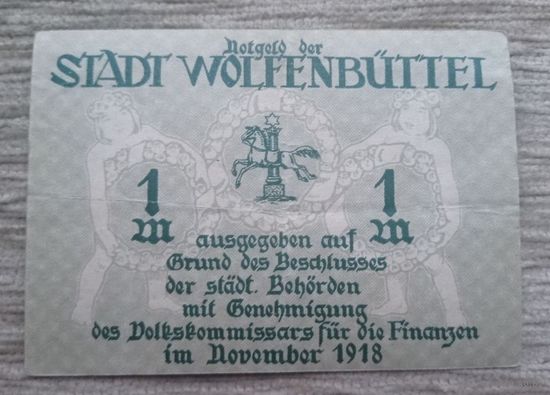 Notgeld der
STADT WOLFENBÜTTEL
1 1
M M
ausgegeben auf
Grund des Beschlusses
der städt. Behörden
mit Genehmigung
des Volkskommissars für die Finanzen
im November 1918